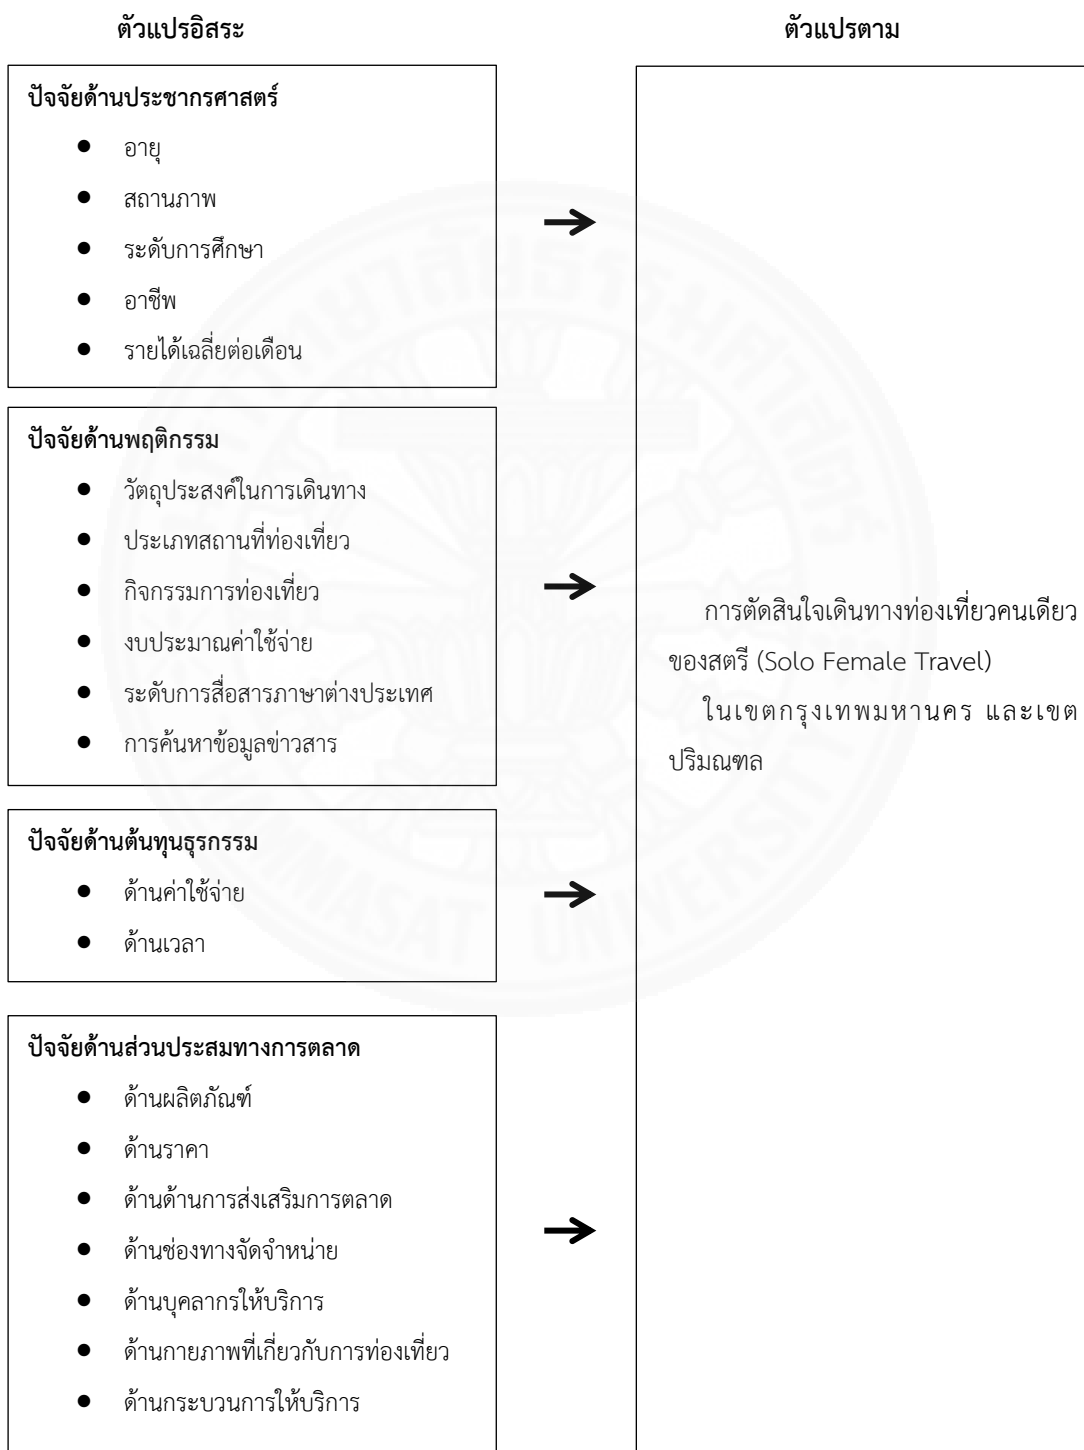 ตัวแปรอิสระ
ตัวแปรตาม
ปัจจัยด้านประชากรศาสตร์
● อายุ
● สถานภาพ
● ระดับการศึกษา
● อาชีพ
● รายได้เฉลี่ยต่อเดือน
ปัจจัยด้านพฤติกรรม
● วัตถุประสงค์ในการเดินทาง
● ประเภทสถานที่ท่องเที่ยว
● กิจกรรมการท่องเที่ยว
● งบประมาณค่าใช้จ่าย
● ระดับการสื่อสารภาษาต่างประเทศ
● การค้นหาข้อมูลข่าวสาร
ปัจจัยด้านต้นทุนธุรกรรม
● ด้านค่าใช้จ่าย
● ด้านเวลา
ปัจจัยด้านส่วนประสมทางการตลาด
● ด้านผลิตภัณฑ์
● ด้านราคา
● ด้านด้านการส่งเสริมการตลาด
● ด้านช่องทางจัดจำหน่าย
● ด้านบุคลากรให้บริการ
● ด้านกายภาพที่เกี่ยวกับการท่องเที่ยว
● ด้านกระบวนการให้บริการ
การตัดสินใจเดินทางท่องเที่ยวคนเดียว
ของสตรี (Solo Female Travel)
ในเขตกรุงเทพมหานคร และเขต
ปริมณฑล
มหาวิทยาลัยธรรมศาสตร์
THAMMASAT UNIVERSITY